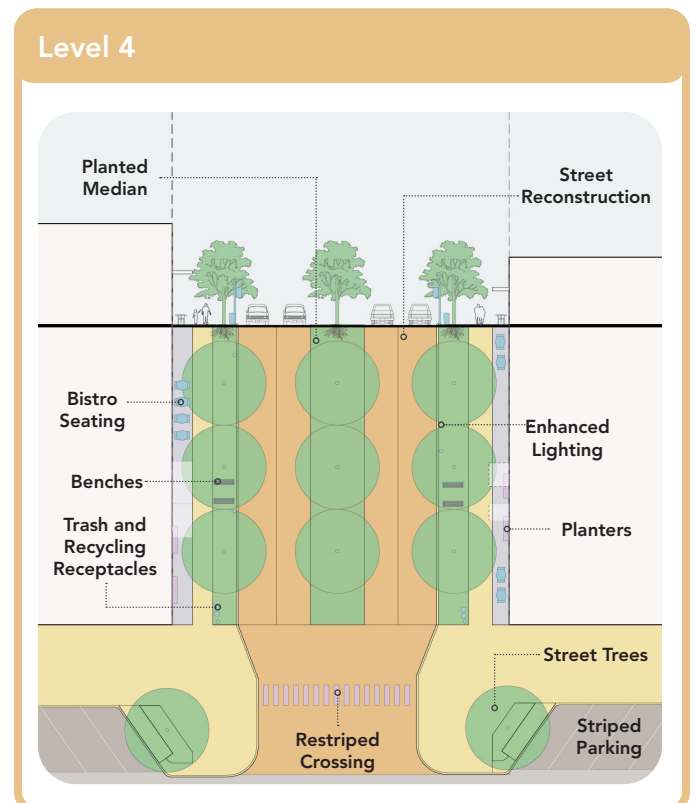 Level 4
Planted
Median
Street
Reconstruction
Bistro
Seating
Enhanced
Lighting
Benches
Trash and
Recycling
Receptacles
Planters
Street Trees
Restriped
Crossing
Striped
Parking